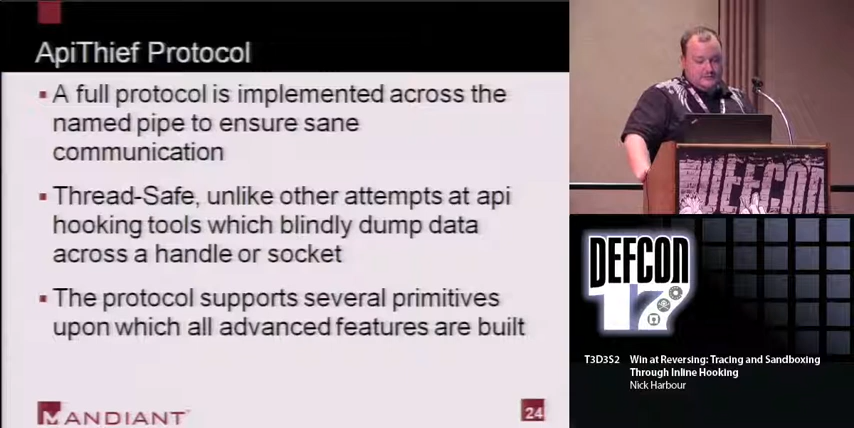 ApiThief Protocol
▪ A full protocol is implemented across the
named pipe to ensure sane
communication
▪ Thread-Safe, unlike other attempts at api
hooking tools which blindly dump data
across a handle or socket
▪ The protocol supports several primitives
upon which all advanced features are built
MANDIANT
24
DEFCON
DEFCON
17
T3D3S2 Win at Reversing: Tracing and Sandboxing
Through Inline Hooking
Nick Harbour